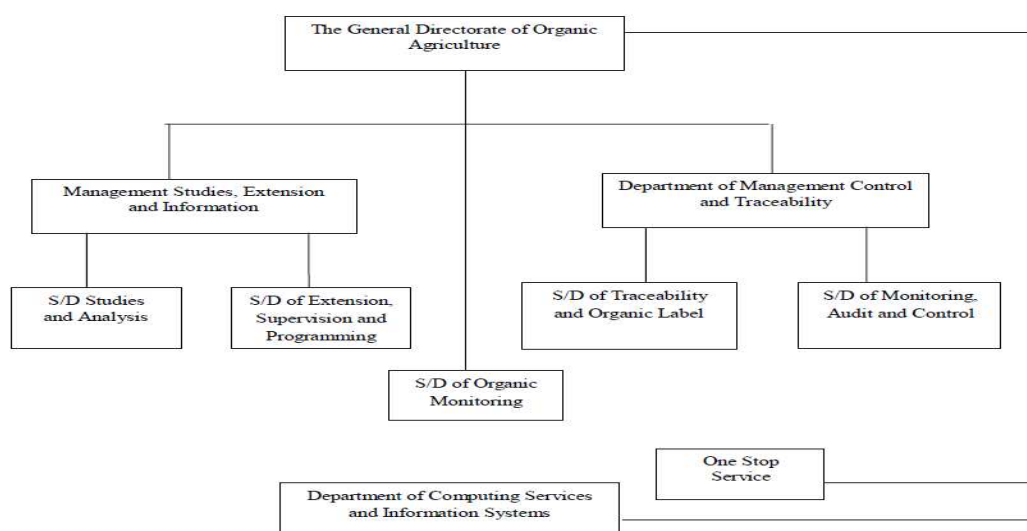 The General Directorate of Organic
Agriculture
Management Studies, Extension
and Information
Department of Management Control
and Traceability
S/D Studies
and Analysis
S/D of Extension,
Supervision and
Programming
S/D of Traceability
and Organic Label
S/D of Monitoring,
Audit and Control
S/D of Organic
Monitoring
One Stop
Service
Department of Computing Services
and Information Systems